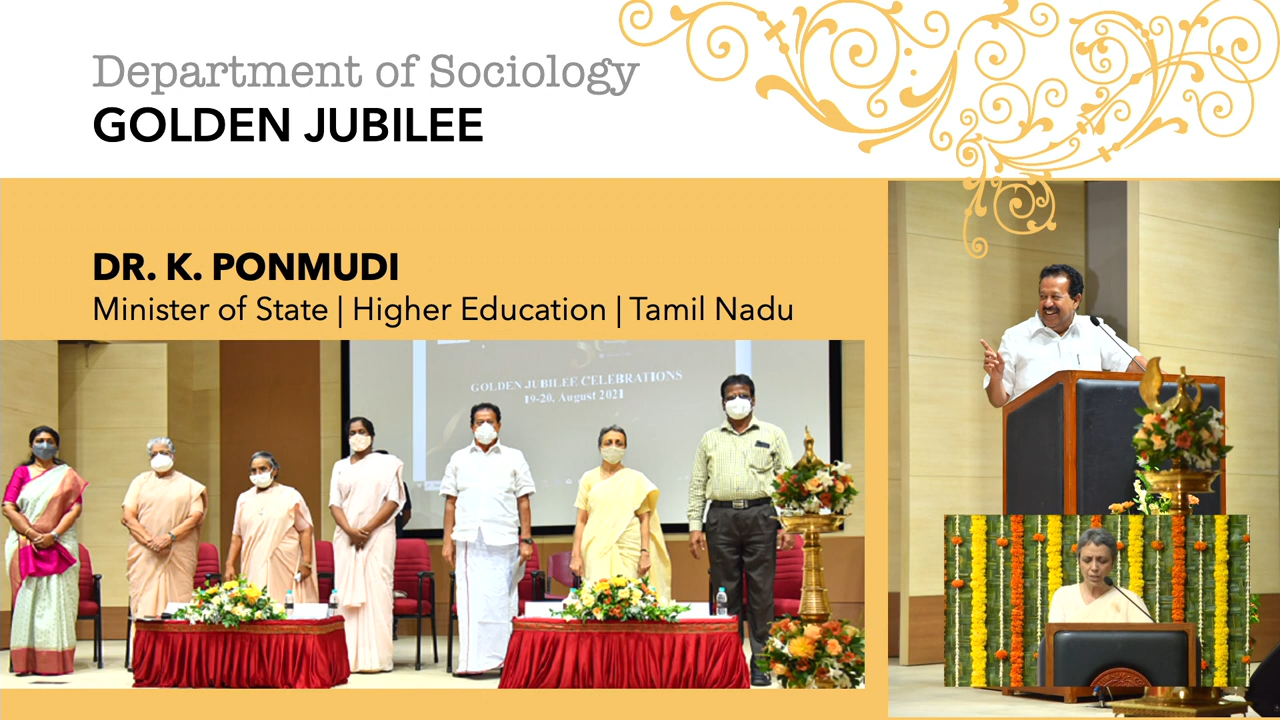 Department of Sociology
GOLDEN JUBILEE
DR. K. PONMUDI
Minister of State | Higher Education | Tamil Nadu
GOLDEN JUBILEE CELEBRATIONS
19-20, August 2021